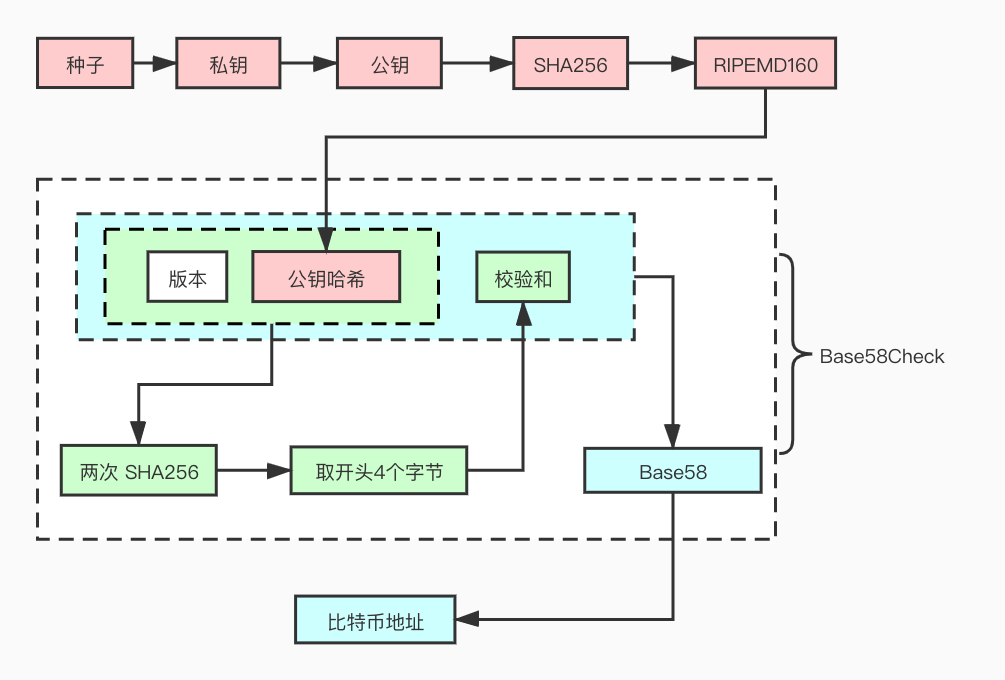 种子
私钥
公钥
SHA256
RIPEMD160
版本
公钥哈希
校验和
Base58Check
两次 SHA256
取开头4个字节
Base58
比特币地址